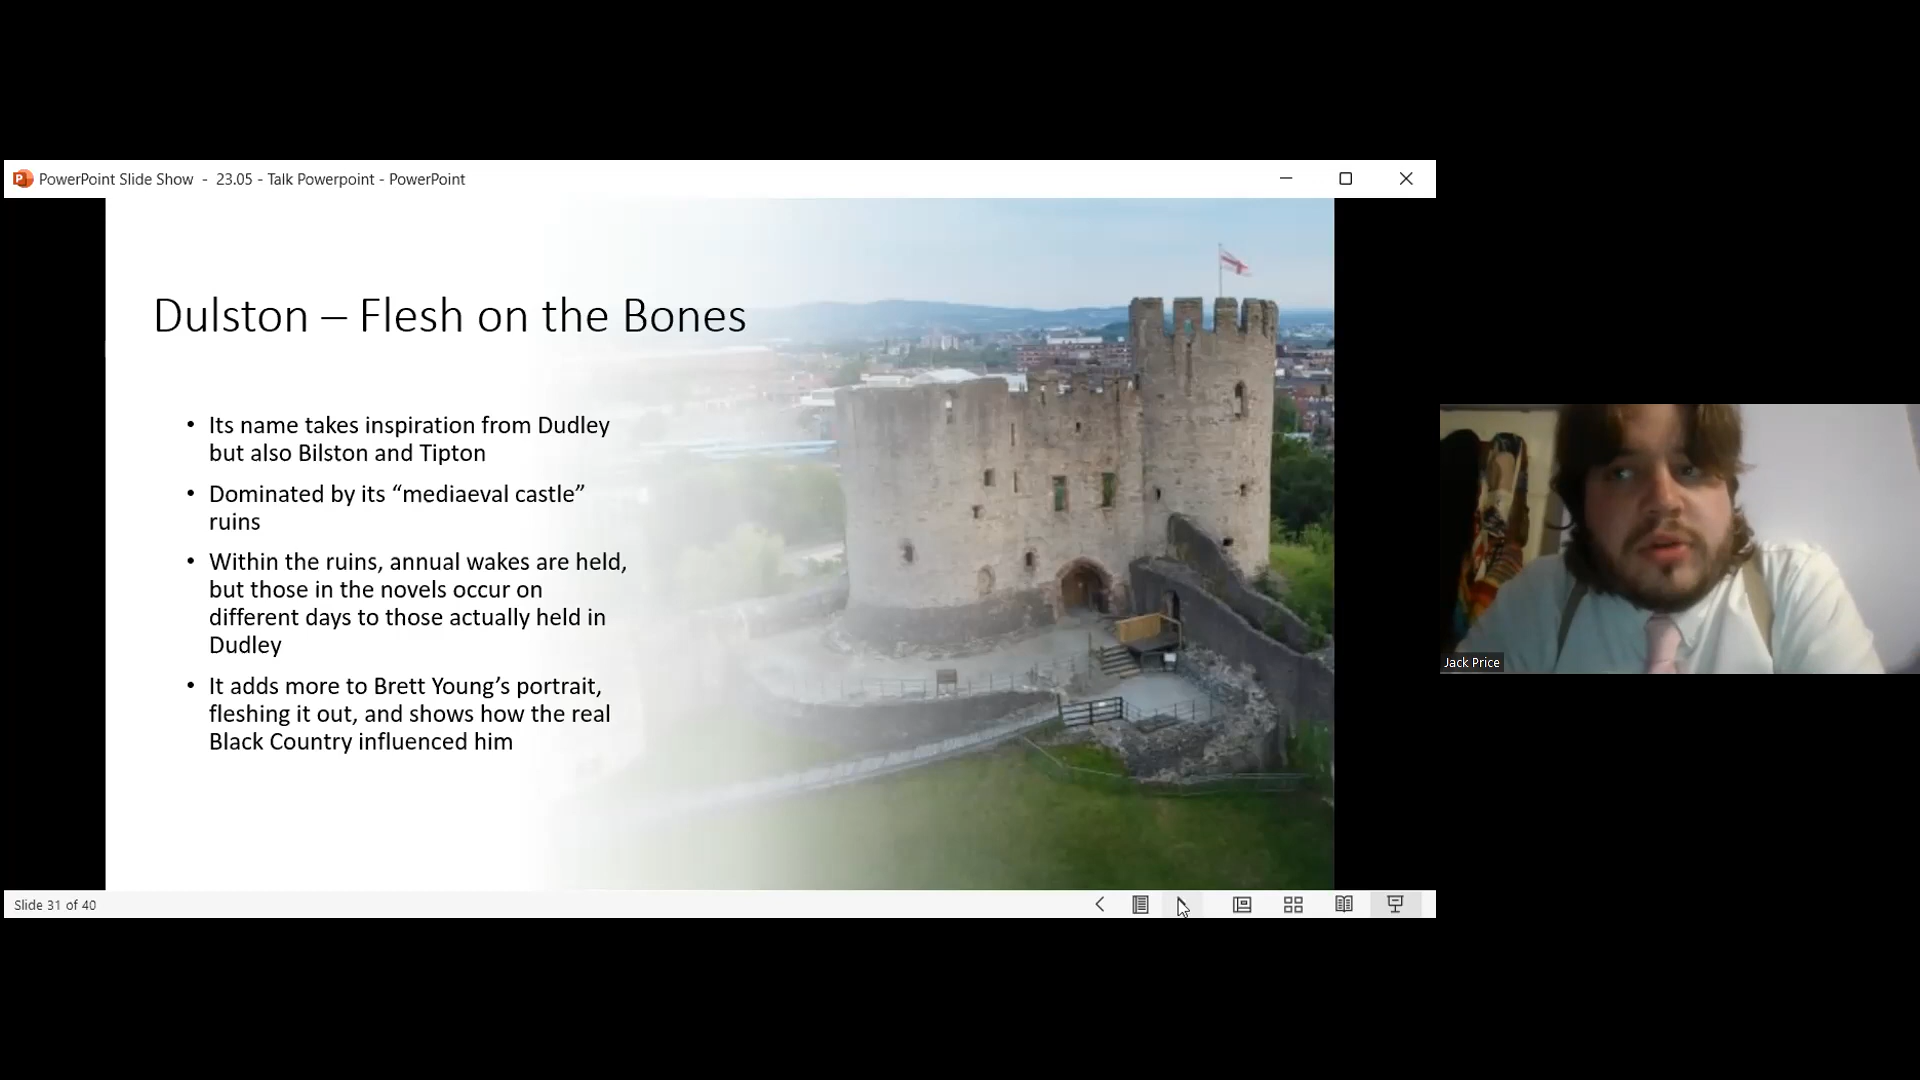 PowerPoint Slide Show - 23.05 - Talk Powerpoint - PowerPoint
Dulston – Flesh on the Bones
• Its name takes inspiration from Dudley
but also Bilston and Tipton
• Dominated by its “mediaeval castle”
ruins
• Within the ruins, annual wakes are held,
but those in the novels occur on
different days to those actually held in
Dudley
• It adds more to Brett Young’s portrait,
fleshing it out, and shows how the real
Black Country influenced him
Jack Price
Slide 31 of 40